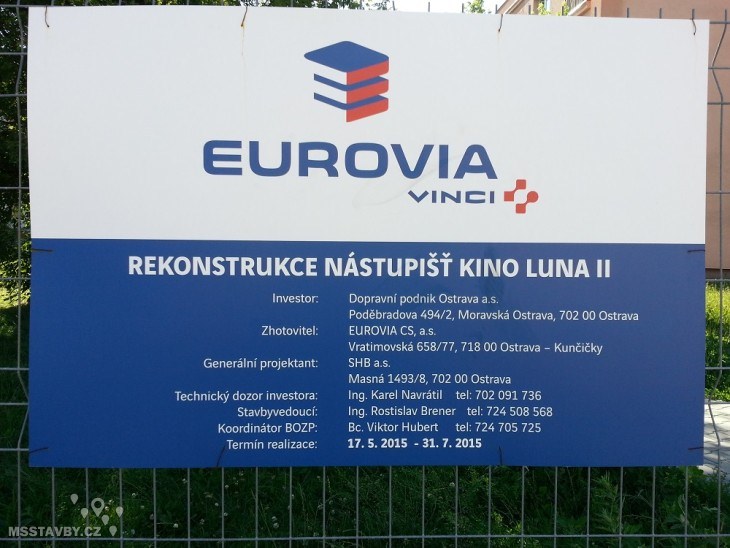 EUROVIA
VINCI
REKONSTRUKCE NÁSTUPIŠŤ KINO LUNA II
Investor: Dopravní podnik Ostrava a.s.
Poděbradova 494/2, Moravská Ostrava, 702 00 Ostrava
Zhotovitel: EUROVIA CS, a.s.
Vratimovská 658/77, 718 00 Ostrava – Kunčičky
Generální projektant: SHB a.s.
Masná 1493/8, 702 00 Ostrava
Technický dozor investora: Ing. Karel Navrátil tel: 702 091 736
Stavbyvedoucí: Ing. Rostislav Brener tel: 724 508 568
Koordinátor BOZP: Bc. Viktor Hubert tel: 724 705 725
Termín realizace: 17. 5. 2015 - 31. 7. 2015
MSSTAVBY.CZ